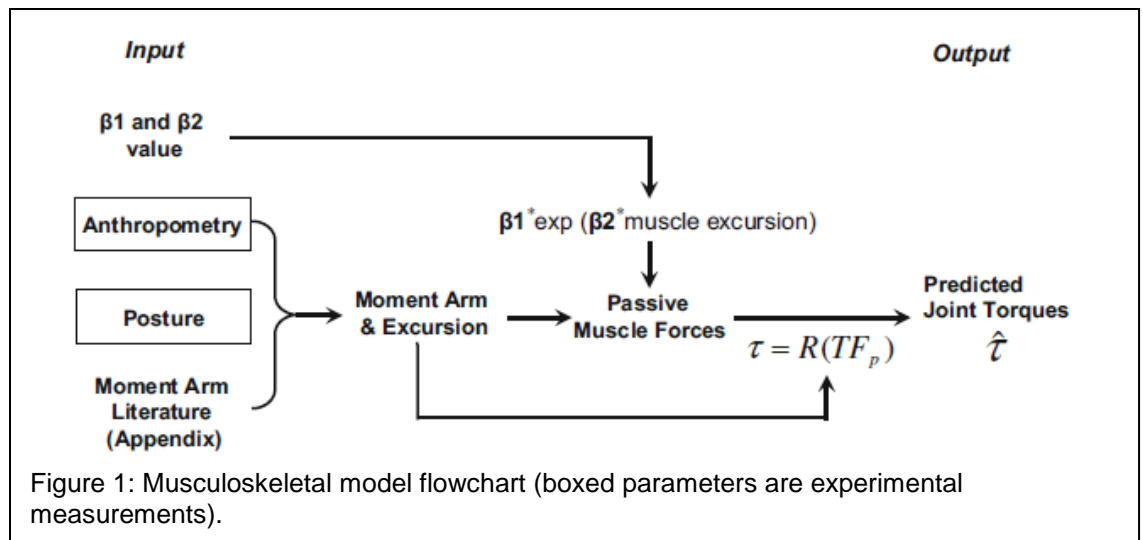 Input
Output
β1 and β2
value
Anthropometry
β1*exp (β2*muscle excursion)
Posture
Moment Arm
& Excursion
Passive
Muscle Forces
Predicted
Joint Torques
τ = R(TF_p)
τ̂
Moment Arm
Literature
(Appendix)
Figure 1: Musculoskeletal model flowchart (boxed parameters are experimental
measurements).